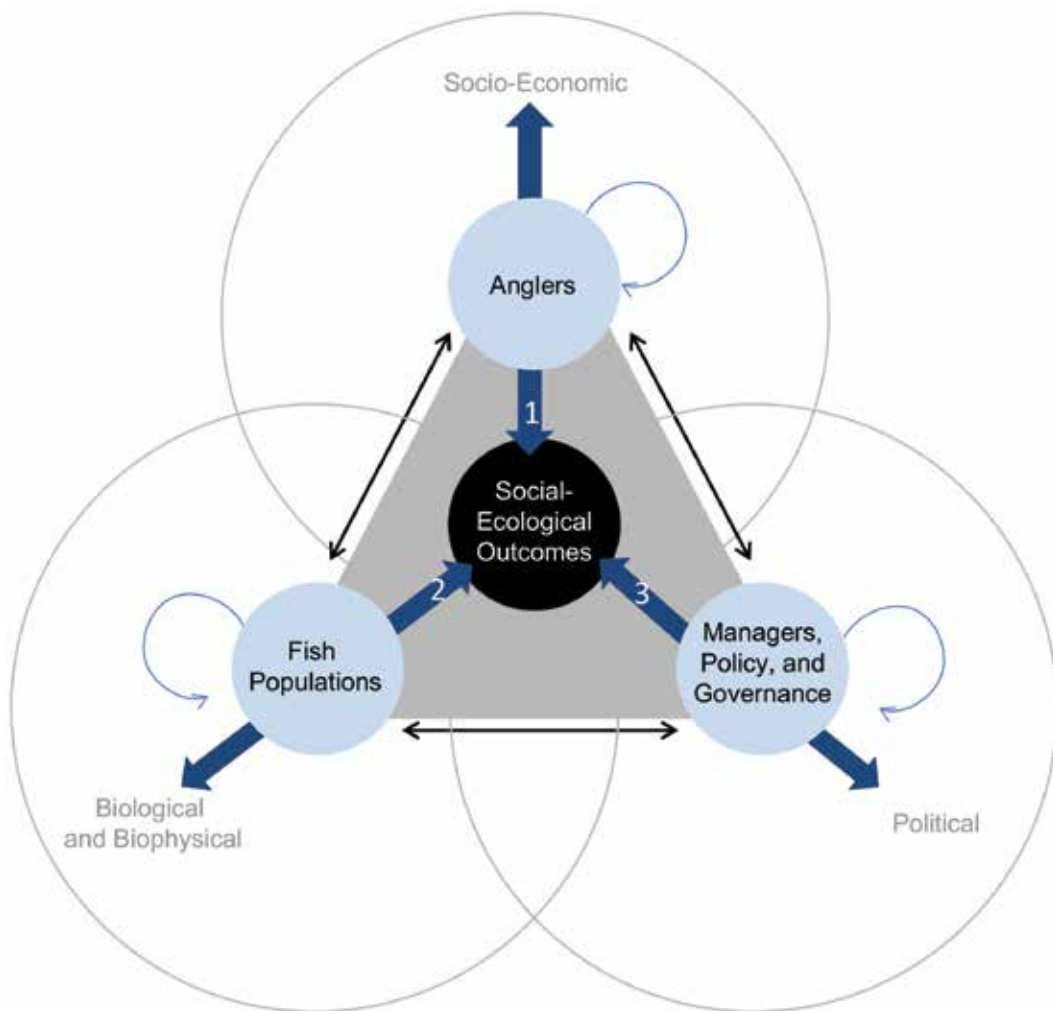 Socio-Economic
Anglers
1
Social-
Ecological
Outcomes
2
3
Fish
Populations
Managers,
Policy, and
Governance
Biological
and Biophysical
Political